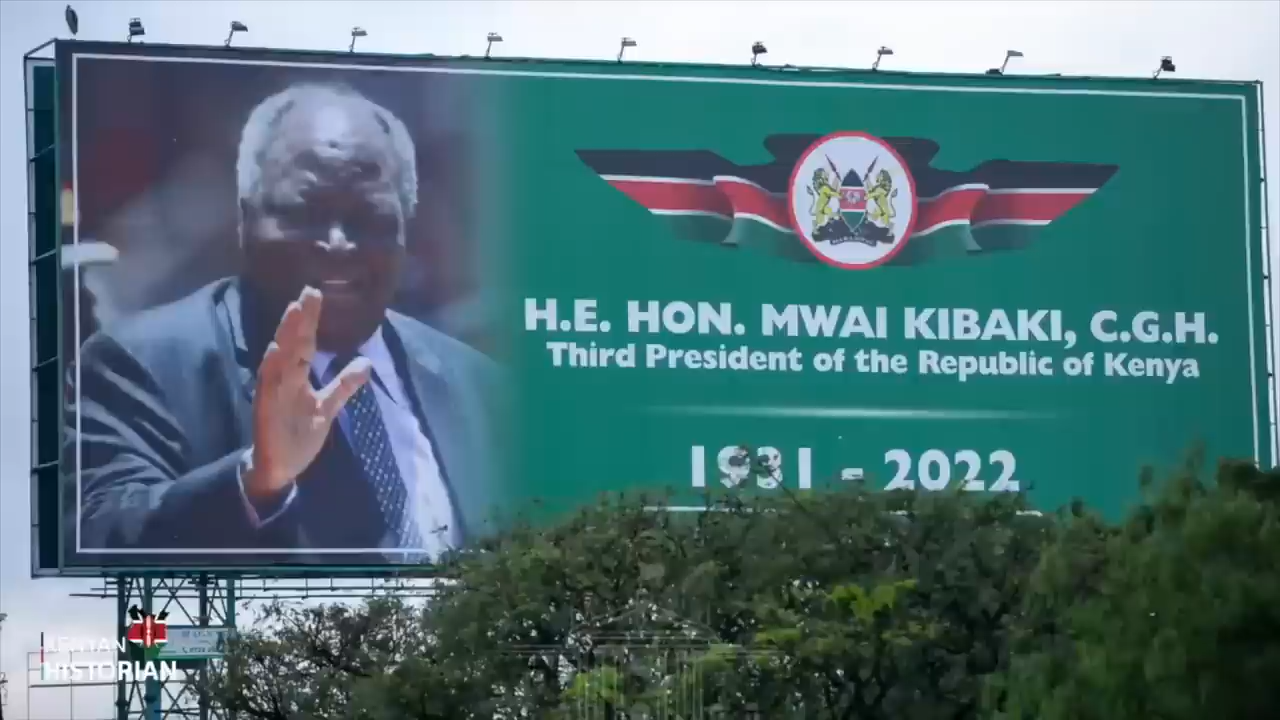 H.E. HON. MWAI KIBAKI, C.G.H.
Third President of the Republic of Kenya
1931 - 2022
KENYAN
HISTORIAN